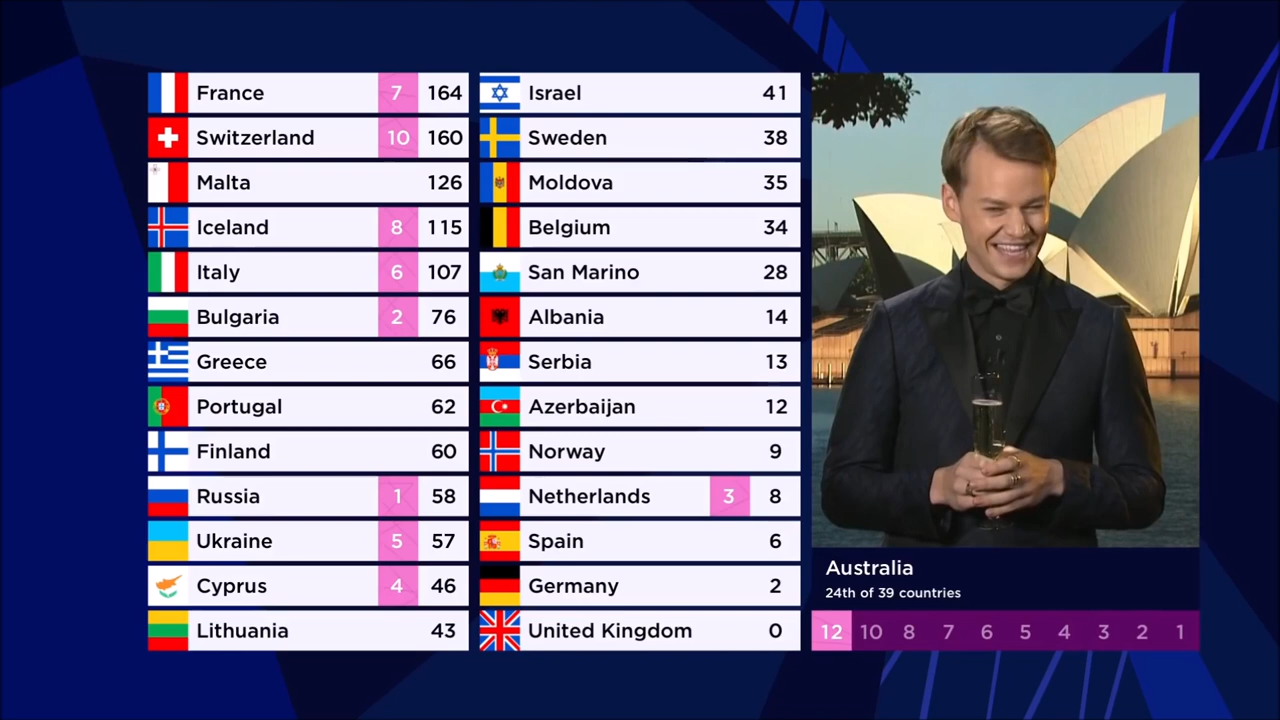 France 7 164
Switzerland 10 160
Malta 126
Iceland 8 115
Italy 6 107
Bulgaria 2 76
Greece 66
Portugal 62
Finland 60
Russia 1 58
Ukraine 5 57
Cyprus 4 46
Lithuania 43
Israel 41
Sweden 38
Moldova 35
Belgium 34
San Marino 28
Albania 14
Serbia 13
Azerbaijan 12
Norway 9
Netherlands 3 8
Spain 6
Germany 2
United Kingdom 0
Australia
24th of 39 countries
12 10 8 7 6 5 4 3 2 1